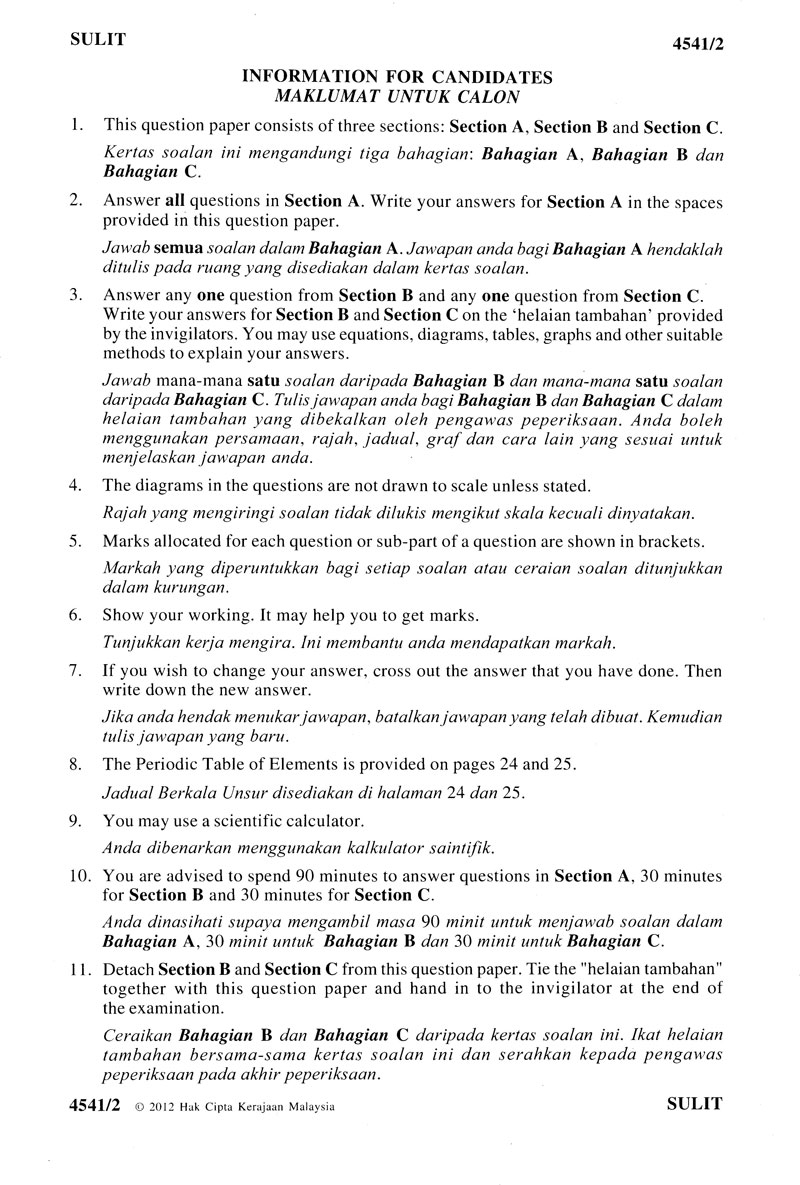 SULIT 4541/2
INFORMATION FOR CANDIDATES
MAKLUMAT UNTUK CALON
1. This question paper consists of three sections: Section A, Section B and Section C.
Kertas soalan ini mengandungi tiga bahagian: Bahagian A, Bahagian B dan
Bahagian C.
2. Answer all questions in Section A. Write your answers for Section A in the spaces
provided in this question paper.
Jawab semua soalan dalam Bahagian A. Jawapan anda bagi Bahagian A hendaklah
ditulis pada ruang yang disediakan dalam kertas soalan.
3. Answer any one question from Section B and any one question from Section C.
Write your answers for Section B and Section C on the ‘helaian tambahan’ provided
by the invigilators. You may use equations, diagrams, tables, graphs and other suitable
methods to explain your answers.
Jawab mana-mana satu soalan daripada Bahagian B dan mana-mana satu soalan
daripada Bahagian C. Tulis jawapan anda bagi Bahagian B dan Bahagian C dalam
helaian tambahan yang dibekalkan oleh pengawas peperiksaan. Anda boleh
menggunakan persamaan, rajah, jadual, graf dan cara lain yang sesuai untuk
menjelaskan jawapan anda.
4. The diagrams in the questions are not drawn to scale unless stated.
Rajah yang mengiringi soalan tidak dilukis mengikut skala kecuali dinyatakan.
5. Marks allocated for each question or sub-part of a question are shown in brackets.
Markah yang diperuntukkan bagi setiap soalan atau ceraian soalan ditunjukkan
dalam kurungan.
6. Show your working. It may help you to get marks.
Tunjukkan kerja mengira. Ini membantu anda mendapatkan markah.
7. If you wish to change your answer, cross out the answer that you have done. Then
write down the new answer.
Jika anda hendak menukar jawapan, batalkan jawapan yang telah dibuat. Kemudian
tulis jawapan yang baru.
8. The Periodic Table of Elements is provided on pages 24 and 25.
Jadual Berkala Unsur disediakan di halaman 24 dan 25.
9. You may use a scientific calculator.
Anda dibenarkan menggunakan kalkulator saintifik.
10. You are advised to spend 90 minutes to answer questions in Section A, 30 minutes
for Section B and 30 minutes for Section C.
Anda dinasihati supaya mengambil masa 90 minit untuk menjawab soalan dalam
Bahagian A, 30 minit untuk Bahagian B dan 30 minit untuk Bahagian C.
11. Detach Section B and Section C from this question paper. Tie the "helaian tambahan"
together with this question paper and hand in to the invigilator at the end of
the examination.
Ceraikan Bahagian B dan Bahagian C daripada kertas soalan ini. Ikat helaian
tambahan bersama-sama kertas soalan ini dan serahkan kepada pengawas
peperiksaan pada akhir peperiksaan.
4541/2 © 2012 Hak Cipta Kerajaan Malaysia SULIT